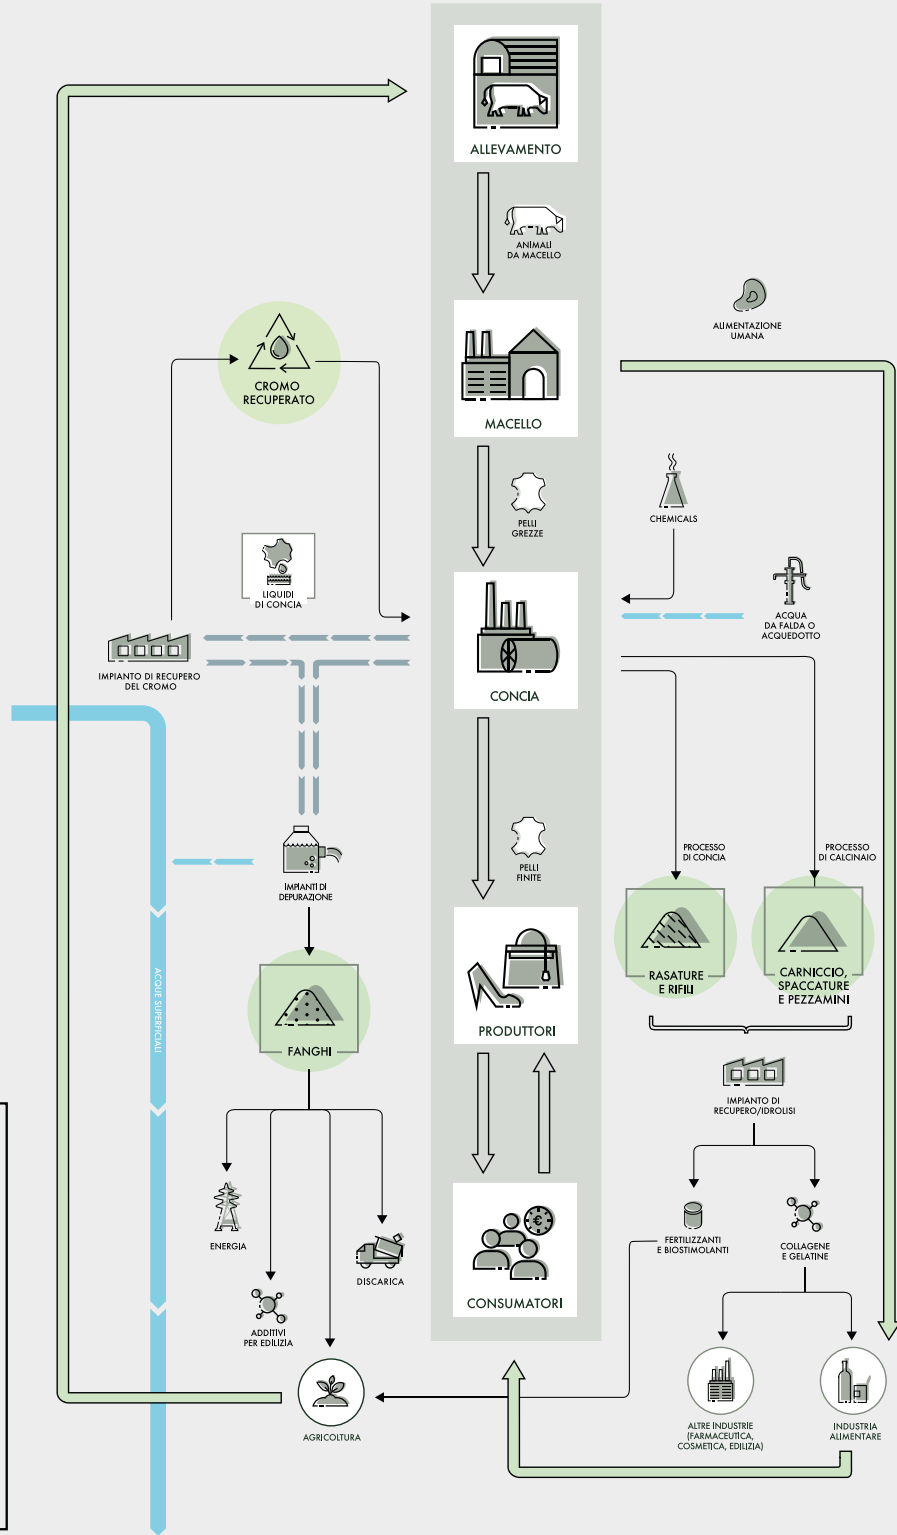 ALLEVAMENTO
ANIMALI
DA MACELLO
ALIMENTAZIONE
UMANA
CROMO
RECUPERATO
MACELLO
PELLI
GREZZE
CHEMICALS
LIQUIDI
DI CONCIA
ACQUA
DA FALDA O
ACQUEDOTTO
IMPIANTO DI RECUPERO
DEL CROMO
CONCIA
PELLI
FINITE
PROCESSO
DI CONCIA
PROCESSO
DI CALCINAIO
IMPIANTI DI
DEPURAZIONE
ACQUE SUPERFICIALI
RASATURE
E RIFILI
CARNICCIO,
SPACCATURE
E PEZZAMINI
FANGHI
PRODUTTORI
IMPIANTO DI
RECUPERO/IDROLISI
ENERGIA
DISCARICA
FERTILIZZANTI
E BIOSTIMOLANTI
COLLAGENE
E GELATINE
€
CONSUMATORI
ADDITIVI
PER EDILIZIA
AGRICOLTURA
ALTRE INDUSTRIE
(FARMACEUTICA,
COSMETICA, EDILIZIA)
INDUSTRIA
ALIMENTARE